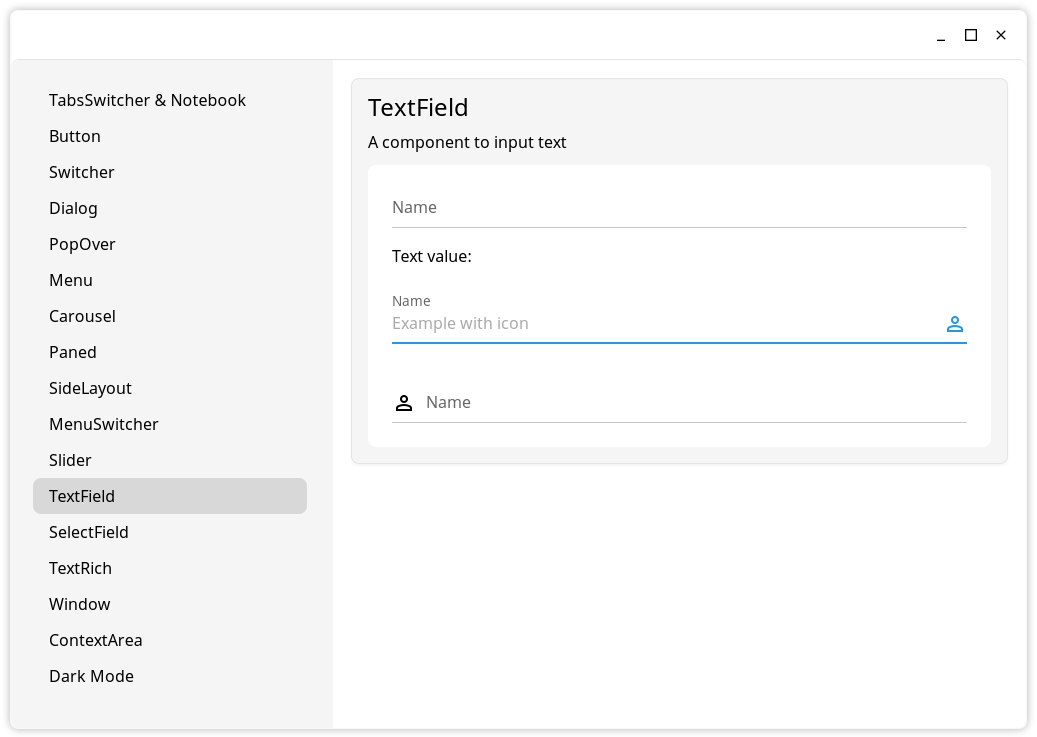 TabsSwitcher & Notebook
Button
Switcher
Dialog
PopOver
Menu
Carousel
Paned
SideLayout
MenuSwitcher
Slider
TextField
SelectField
TextRich
Window
ContextArea
Dark Mode
TextField
A component to input text
Name
Text value:
Name
Example with icon
Name